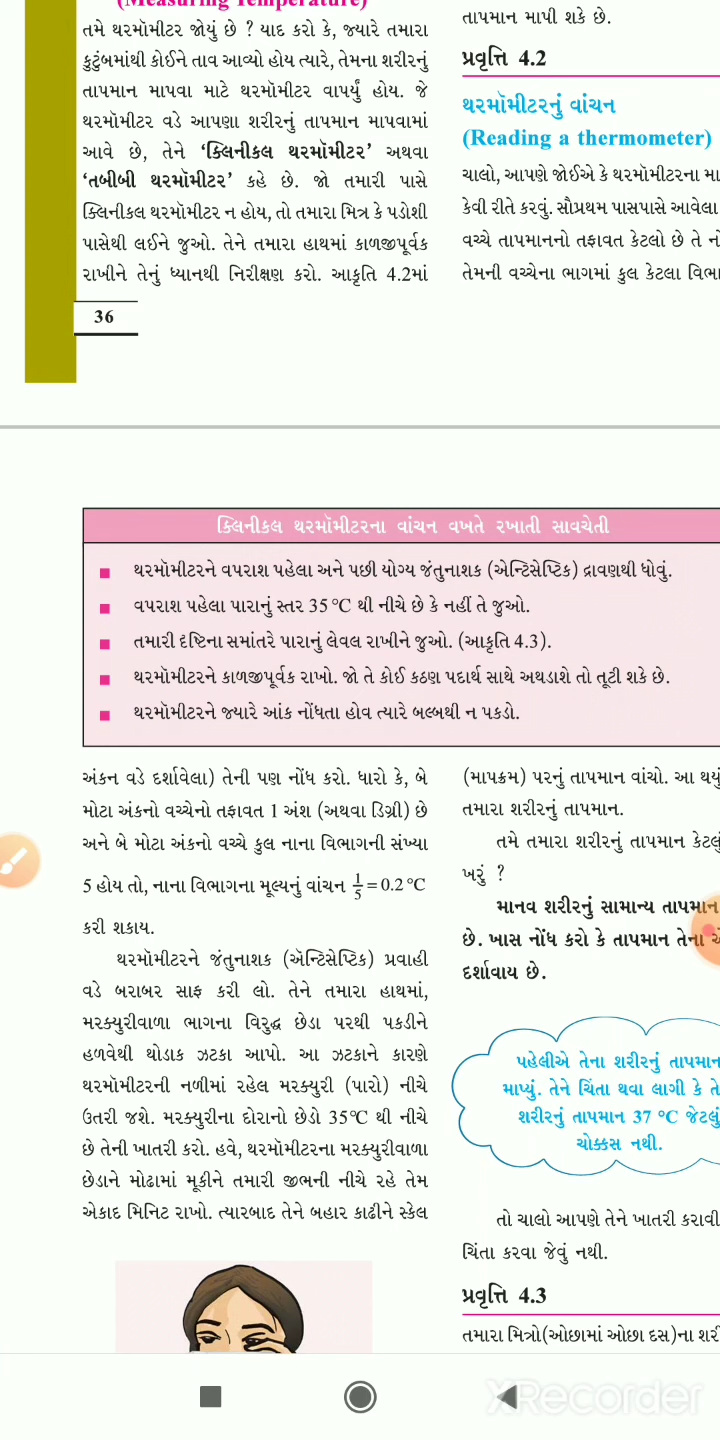 (Measuring Temperature)
તમે થરમૉમીટર જોયું છે ? યાદ કરો કે, જ્યારે તમારા
કુટુંબમાંથી કોઈને તાવ આવ્યો હોય ત્યારે, તેમના શરીરનું
તાપમાન માપવા માટે થરમૉમીટર વાપર્યું હોય. જે
થરમૉમીટર વડે આપણા શરીરનું તાપમાન માપવામાં
આવે છે, તેને ‘ક્લિનીકલ થરમૉમીટર’ અથવા
‘તબીબી થરમૉમીટર’ કહે છે. જો તમારી પાસે
ક્લિનીકલ થરમૉમીટર ન હોય, તો તમારા મિત્ર કે પડોશી
પાસેથી લઈને જુઓ. તેને તમારા હાથમાં કાળજીપૂર્વક
રાખીને તેનું ધ્યાનથી નિરીક્ષણ કરો. આકૃતિ 4.2માં
36
તાપમાન માપી શકે છે.
પ્રવૃત્તિ 4.2
થરમૉમીટરનું વાંચન
(Reading a thermometer)
ચાલો, આપણે જોઈએ કે થરમૉમીટરના મા
કેવી રીતે કરવું. સૌપ્રથમ પાસપાસે આવેલા
વચ્ચે તાપમાનનો તફાવત કેટલો છે તે નો
તેમની વચ્ચેના ભાગમાં કુલ કેટલા વિભા
ક્લિનીકલ થરમૉમીટરના વાંચન વખતે રખાતી સાવચેતી
થરમૉમીટરને વપરાશ પહેલા અને પછી યોગ્ય જંતુનાશક (એન્ટિસેપ્ટિક) દ્રાવણથી ધોવું.
વપરાશ પહેલા પારાનું સ્તર 35 °C થી નીચે છે કે નહીં તે જુઓ.
તમારી દૃષ્ટિના સમાંતરે પારાનું લેવલ રાખીને જુઓ. (આકૃતિ 4.3).
થરમૉમીટરને કાળજીપૂર્વક રાખો. જો તે કોઈ કઠણ પદાર્થ સાથે અથડાશે તો તૂટી શકે છે.
થરમૉમીટરને જ્યારે આંક નોંધતા હોવ ત્યારે બલ્બથી ન પકડો.
અંકન વડે દર્શાવેલા) તેની પણ નોંધ કરો. ધારો કે, બે
મોટા અંકનો વચ્ચેનો તફાવત 1 અંશ (અથવા ડિગ્રી) છે
અને બે મોટા અંકનો વચ્ચે કુલ નાના વિભાગની સંખ્યા
5 હોય તો, નાના વિભાગના મૂલ્યનું વાંચન 1/5 = 0.2 °C
કરી શકાય.
થરમૉમીટરને જંતુનાશક (ઍન્ટિસેપ્ટિક) પ્રવાહી
વડે બરાબર સાફ કરી લો. તેને તમારા હાથમાં,
મરક્યુરીવાળા ભાગના વિરુદ્ધ છેડા પરથી પકડીને
હળવેથી થોડાક ઝટકા આપો. આ ઝટકાને કારણે
થરમૉમીટરની નળીમાં રહેલ મરક્યુરી (પારો) નીચે
ઉતરી જશે. મરક્યુરીના દોરાનો છેડો 35°C થી નીચે
છે તેની ખાતરી કરો. હવે, થરમૉમીટરના મરક્યુરીવાળા
છેડાને મોઢામાં મૂકીને તમારી જીભની નીચે રહે તેમ
એકાદ મિનિટ રાખો. ત્યારબાદ તેને બહાર કાઢીને સ્કેલ
(માપક્રમ) પરનું તાપમાન વાંચો. આ થયું
તમારા શરીરનું તાપમાન.
તમે તમારા શરીરનું તાપમાન કેટલું
ખરું ?
માનવ શરીરનું સામાન્ય તાપમાન
છે. ખાસ નોંધ કરો કે તાપમાન તેના એ
દર્શાવાય છે.
પહેલીએ તેના શરીરનું તાપમાન
માપ્યું. તેને ચિંતા થવા લાગી કે તે
શરીરનું તાપમાન 37 °C જેટલું
ચોક્કસ નથી.
તો ચાલો આપણે તેને ખાતરી કરાવી
ચિંતા કરવા જેવું નથી.
પ્રવૃત્તિ 4.3
તમારા મિત્રો(ઓછામાં ઓછા દસ)ના શરી
XRecorder